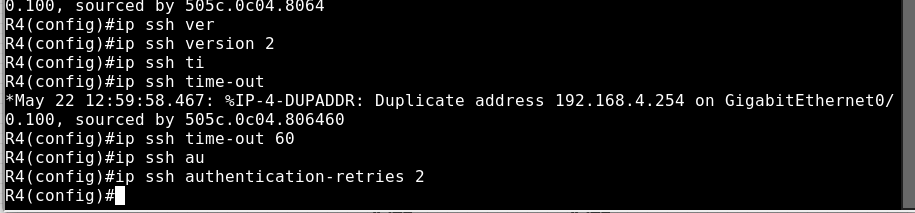 0.100, sourced by 505c.0c04.8064
R4(config)#ip ssh ver
R4(config)#ip ssh version 2
R4(config)#ip ssh ti
R4(config)#ip ssh time-out
*May 22 12:59:58.467: %IP-4-DUPADDR: Duplicate address 192.168.4.254 on GigabitEthernet0/
0.100, sourced by 505c.0c04.806460
R4(config)#ip ssh time-out 60
R4(config)#ip ssh au
R4(config)#ip ssh authentication-retries 2
R4(config)#